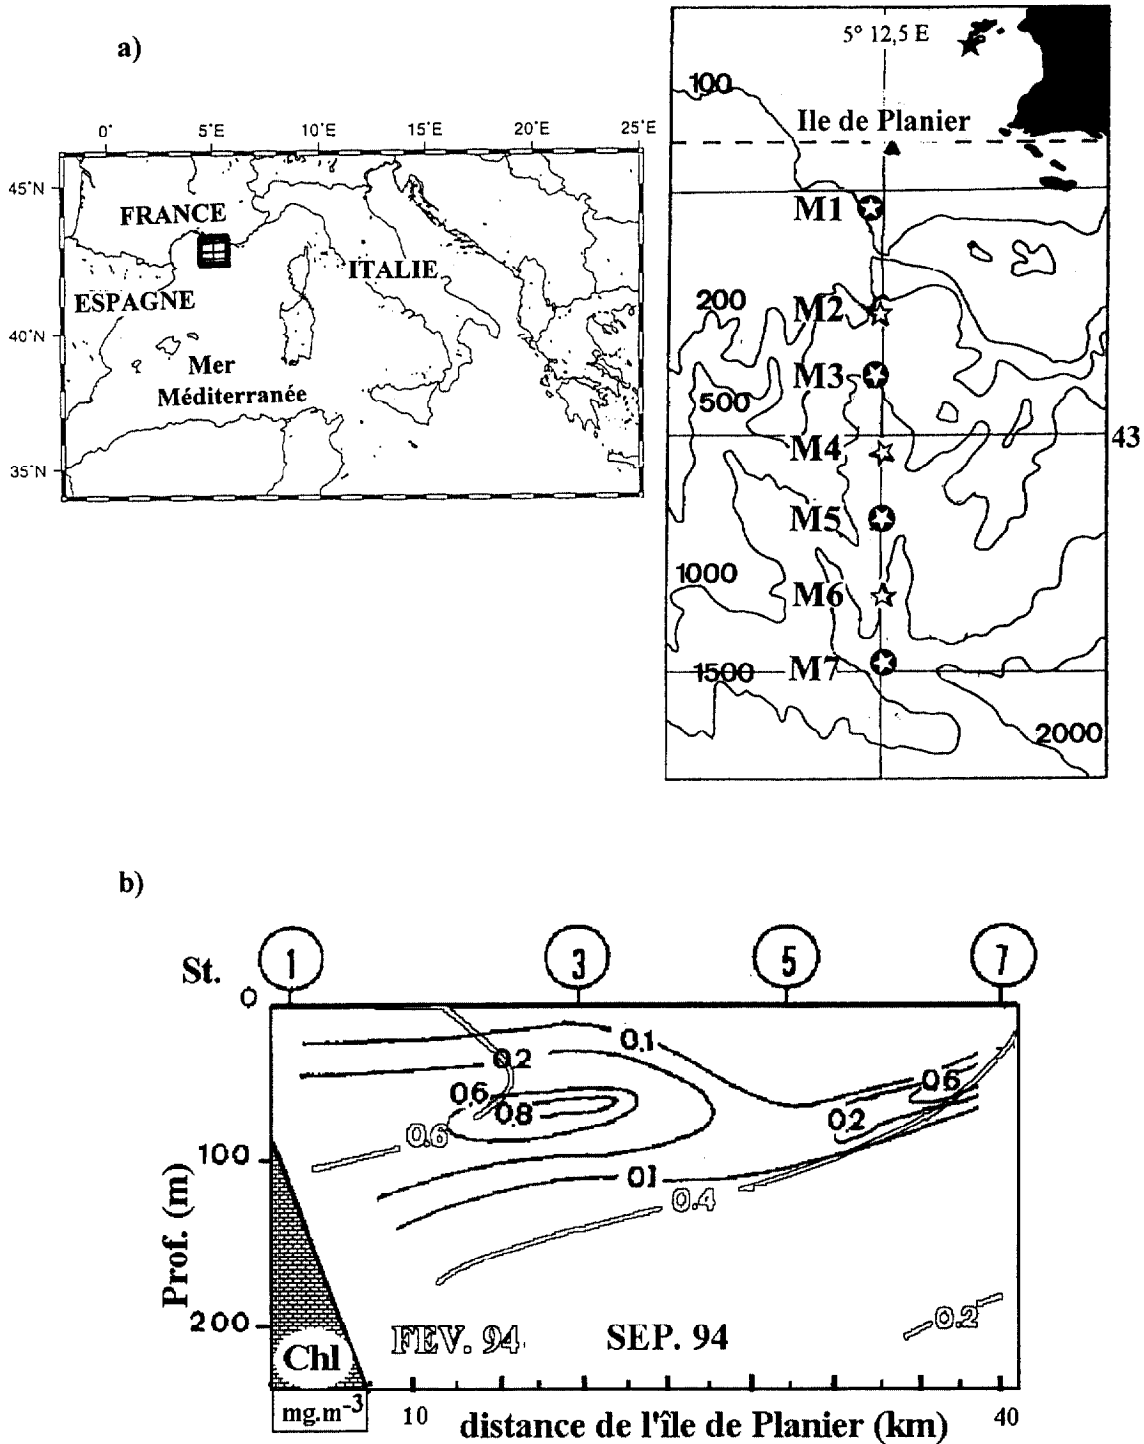 a)
0° 5°E 10°E 15°E 20°E 25°E
45°N
FRANCE
ITALIE
ESPAGNE
40°N
Mer
Méditerranée
35°N
5° 12,5 E
100
Ile de Planier
M1
200
M2
M3
500
M4
43
M5
1000
M6
M7
1500
2000
b)
St. 1 3 5 7
0
0.1
0.2
0.6
0.6
0.8
0.2
0.6
100
0.1
0.4
Prof. (m)
200
0.2
FEV. 94 SEP. 94
Chl
mg.m-3
10 distance de l'île de Planier (km) 40